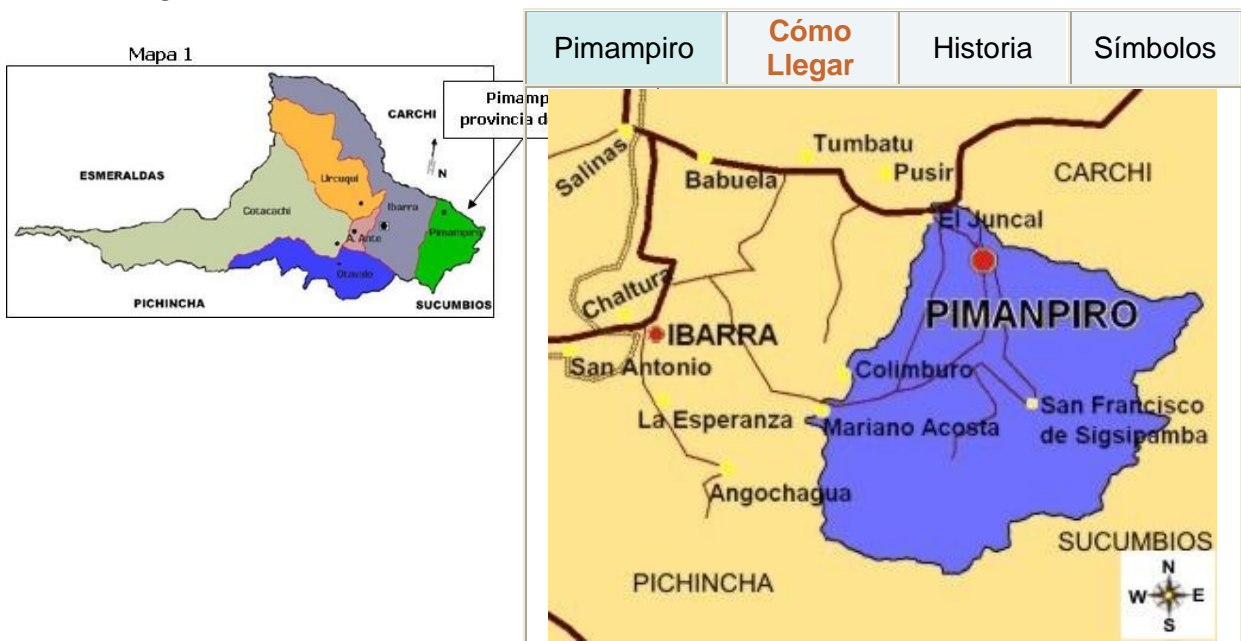 Mapa 1
Pimamp
provincia d
CARCHI
N
ESMERALDAS
Urcuqui
Cotacachi
Ibarra
A. Ante
Pimampiro
Otavalo
PICHINCHA
SUCUMBIOS
Pimampiro
Cómo
Llegar
Historia
Símbolos
Salinas
Tumbatu
Babuela
Pusir
CARCHI
El Juncal
Chaltura
PIMANPIRO
IBARRA
San Antonio
Colimburo
La Esperanza
Mariano Acosta
San Francisco
de Sigsipamba
Angochagua
SUCUMBIOS
PICHINCHA
N
W E
S